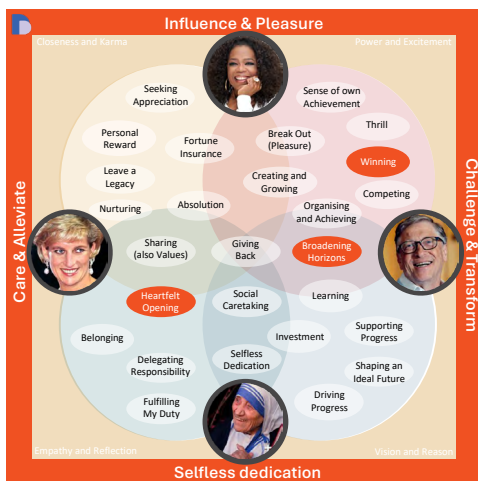 Influence & Pleasure
Closeness and Karma
Power and Excitement
Seeking
Appreciation
Sense of own
Achievement
Thrill
Personal
Reward
Fortune
Insurance
Break Out
(Pleasure)
Winning
Leave a
Legacy
Creating and
Growing
Competing
Nurturing
Absolution
Organising
and Achieving
Care & Alleviate
Challenge & Transform
Sharing
(also Values)
Giving
Back
Broadening
Horizons
Heartfelt
Opening
Social
Caretaking
Learning
Belonging
Investment
Supporting
Progress
Delegating
Responsibility
Selfless
Dedication
Shaping an
Ideal Future
Fulfilling
My Duty
Driving
Progress
Empathy and Reflection
Vision and Reason
Selfless dedication